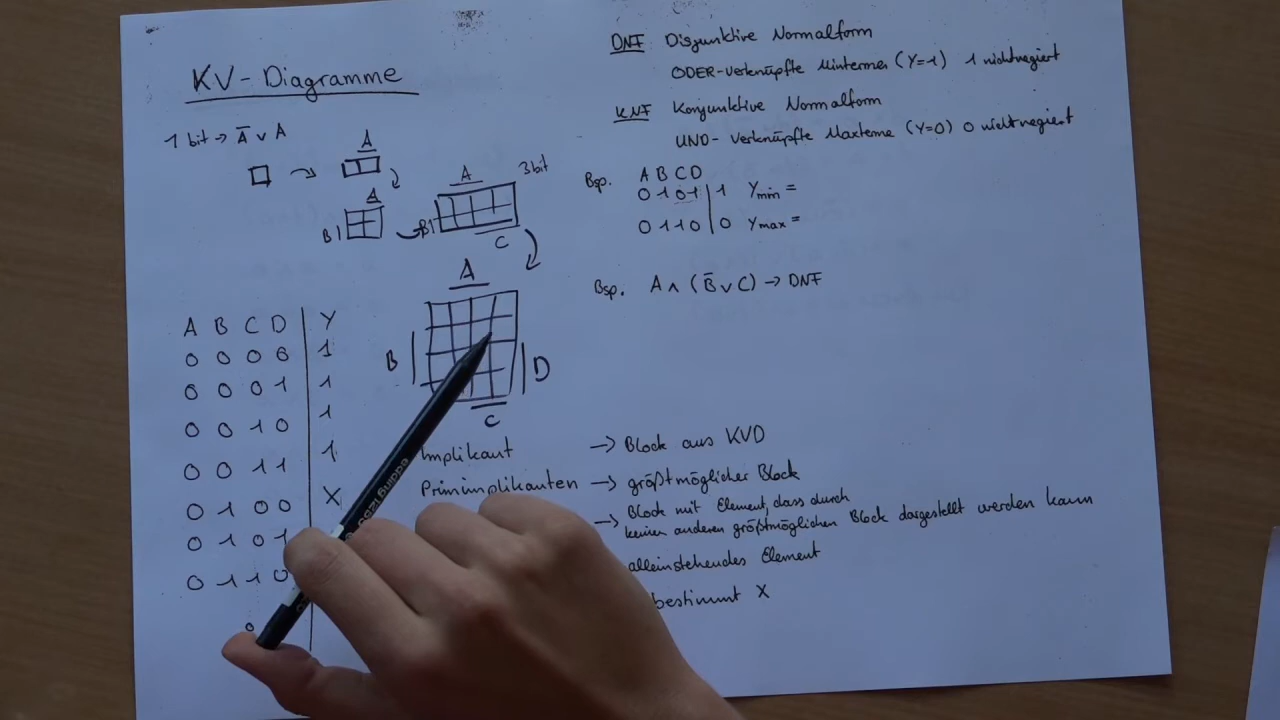 KV-Diagramme
1 bit → A̅ v A
A
A
B
A
3bit
B
C
A
B
D
C
A B C D | Y
0 0 0 0 | 1
0 0 0 1 | 1
0 0 1 0 | 1
0 0 1 1 | 1
0 1 0 0 | X
0 1 0 1
0 1 1 0
Implikant → Block aus KVD
Primimplikanten → größtmöglicher Block
→ Block mit Element, dass durch
keinen anderen größtmöglichen Block dargestellt werden kann
alleinstehendes Element
bestimmt X
DNF Disjunktive Normalform
ODER-verknüpfte Minterme (Y=1) 1 nichtnegiert
KNF Konjunktive Normalform
UND-verknüpfte Maxterme (Y=0) 0 nichtnegiert
Bsp. A B C D
0 1 0 1 | 1 Ymin =
0 1 1 0 | 0 Ymax =
Bsp. A ∧ (B̅ v C) → DNF
edding 1220